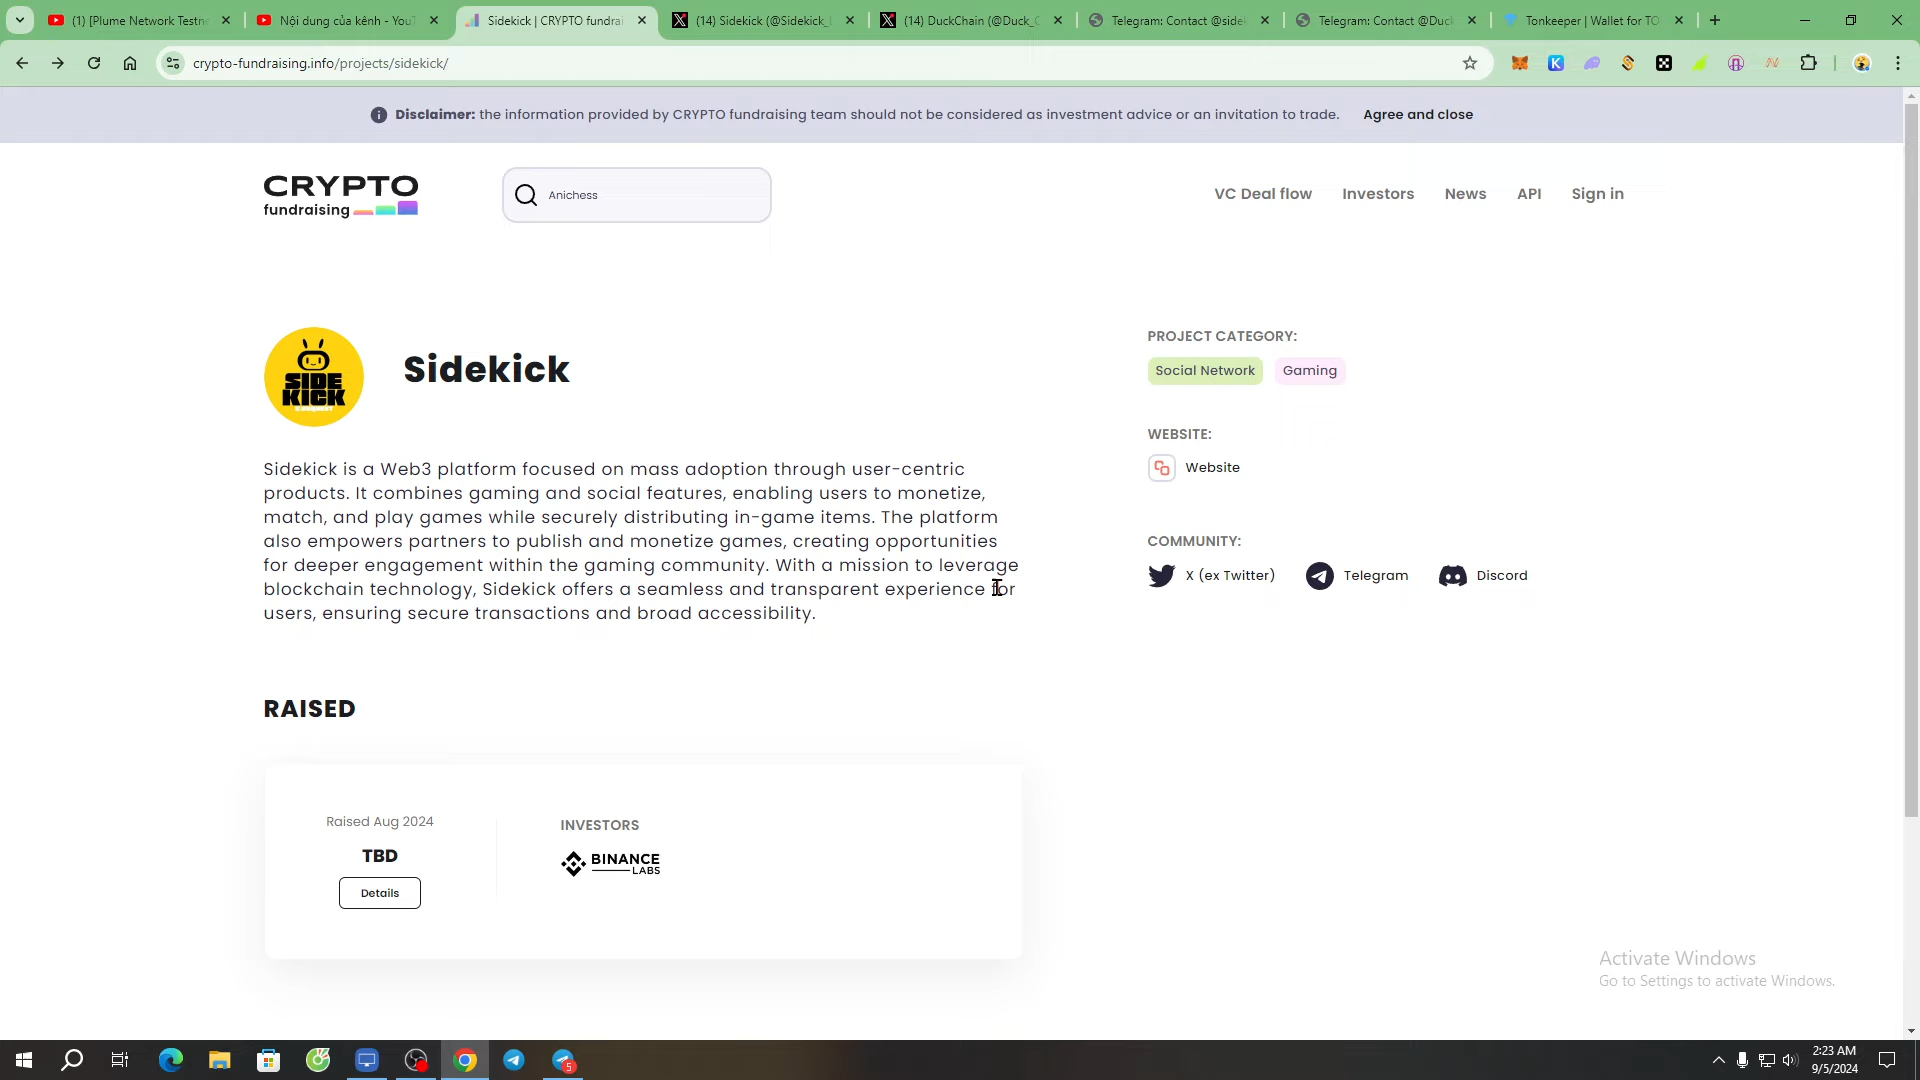 (1) [Plume Network Testne
Nội dung của kênh - YouT
Sidekick | CRYPTO fundrai
(14) Sidekick (@Sidekick_
(14) DuckChain (@Duck_C
Telegram: Contact @sidek
Telegram: Contact @Duck
Tonkeeper | Wallet for TO
crypto-fundraising.info/projects/sidekick/
Disclaimer: the information provided by CRYPTO fundraising team should not be considered as investment advice or an invitation to trade.
Agree and close
CRYPTO
fundraising
Anichess
VC Deal flow
Investors
News
API
Sign in
SIDE
KICK
Sidekick
PROJECT CATEGORY:
Social Network
Gaming
WEBSITE:
Website
COMMUNITY:
X (ex Twitter)
Telegram
Discord
Sidekick is a Web3 platform focused on mass adoption through user-centric
products. It combines gaming and social features, enabling users to monetize,
match, and play games while securely distributing in-game items. The platform
also empowers partners to publish and monetize games, creating opportunities
for deeper engagement within the gaming community. With a mission to leverage
blockchain technology, Sidekick offers a seamless and transparent experience for
users, ensuring secure transactions and broad accessibility.
RAISED
Raised Aug 2024
TBD
Details
INVESTORS
BINANCE
LABS
Activate Windows
Go to Settings to activate Windows.
5
2:23 AM
9/5/2024